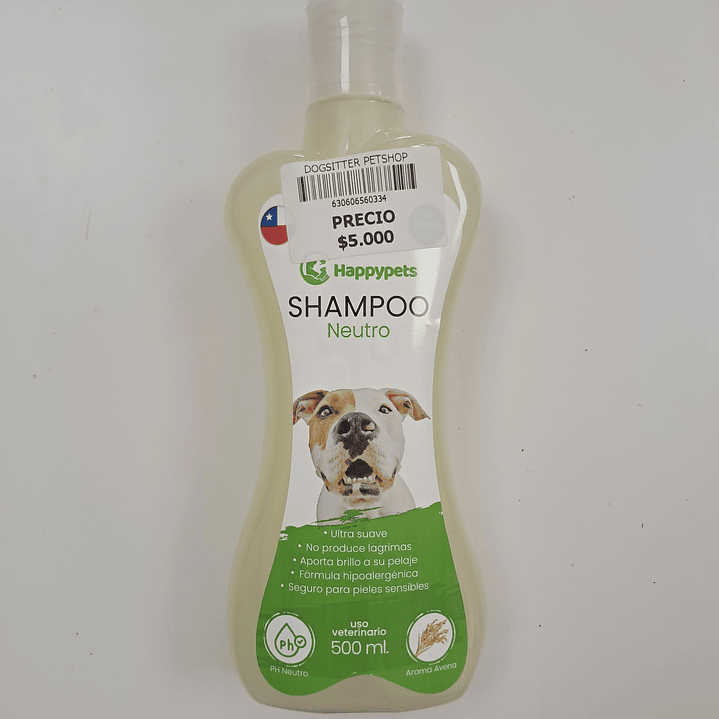 DOGSITTER PETSHOP
630606560334
PRECIO
$5.000
Happypets
SHAMPOO
Neutro
• Ultra suave
• No produce lagrimas
• Aporta brillo a su pelaje
• Fórmula hipoalergénica
• Seguro para pieles sensibles
uso
veterinario
500 ml.
Ph
PH Neutro
Aroma Avena